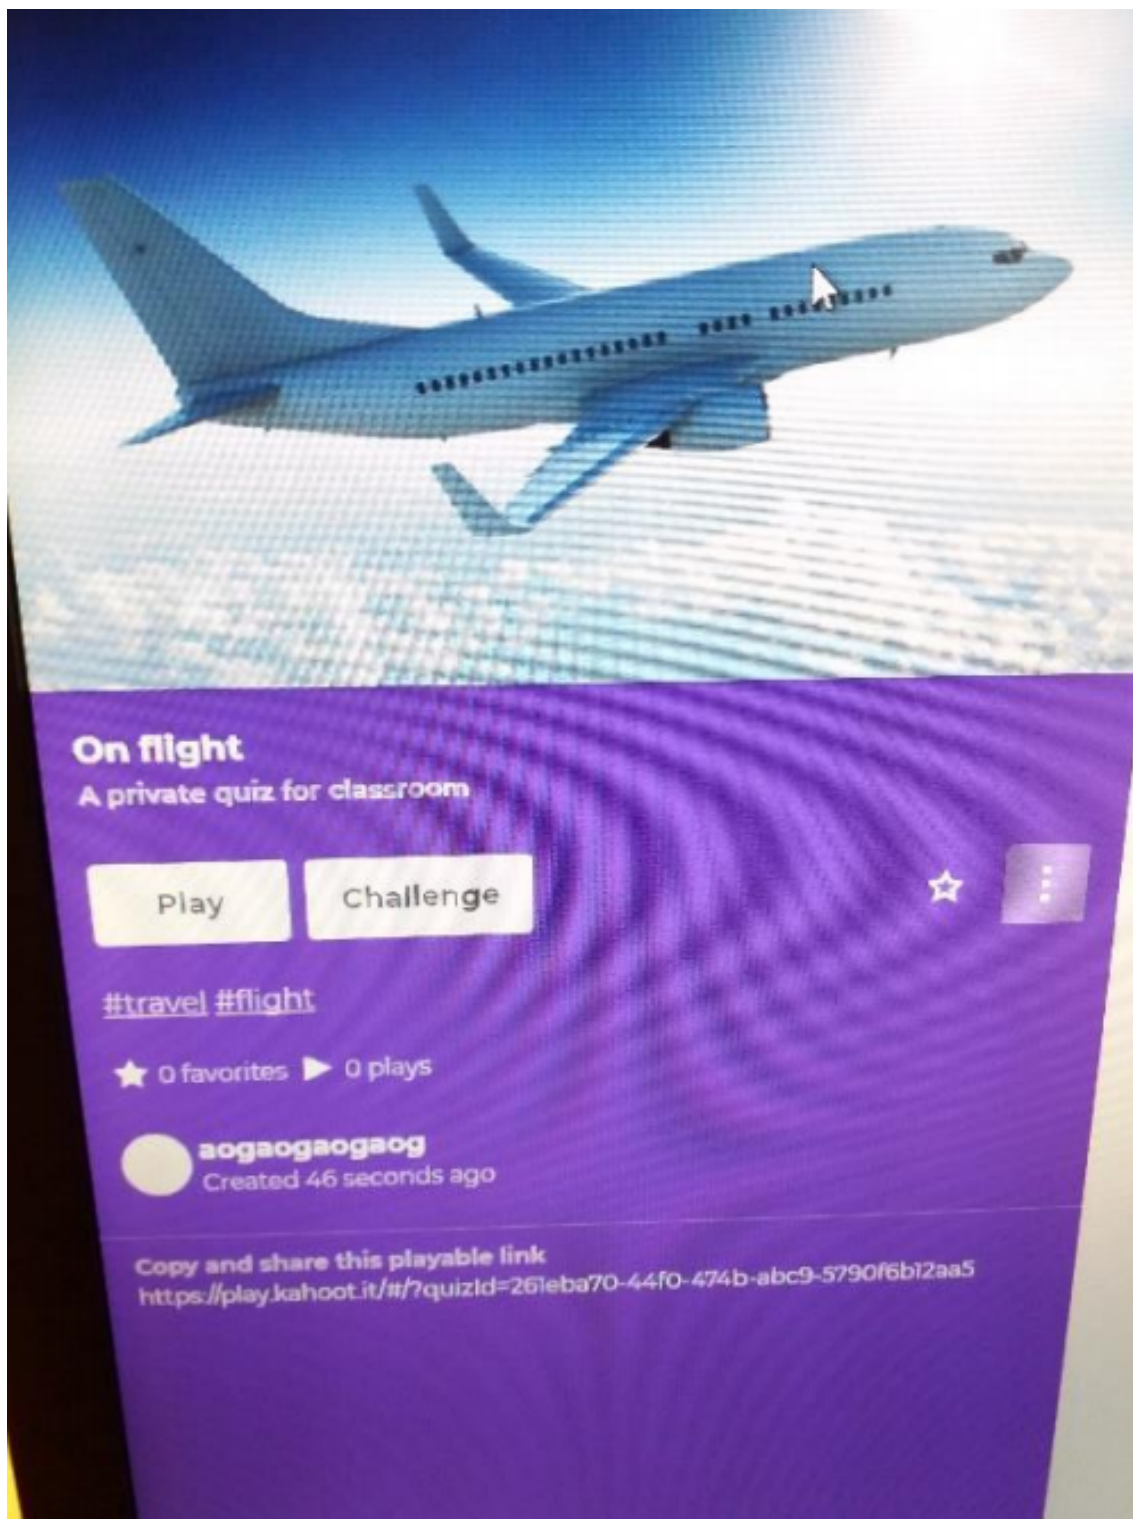 On flight
A private quiz for classroom
Play Challenge
#travel #flight
0 favorites 0 plays
aogaogaogaog
Created 46 seconds ago
Copy and share this playable link
https://play.kahoot.it/#/?quizId=261eba70-44f0-474b-abc9-5790f6b12aa5